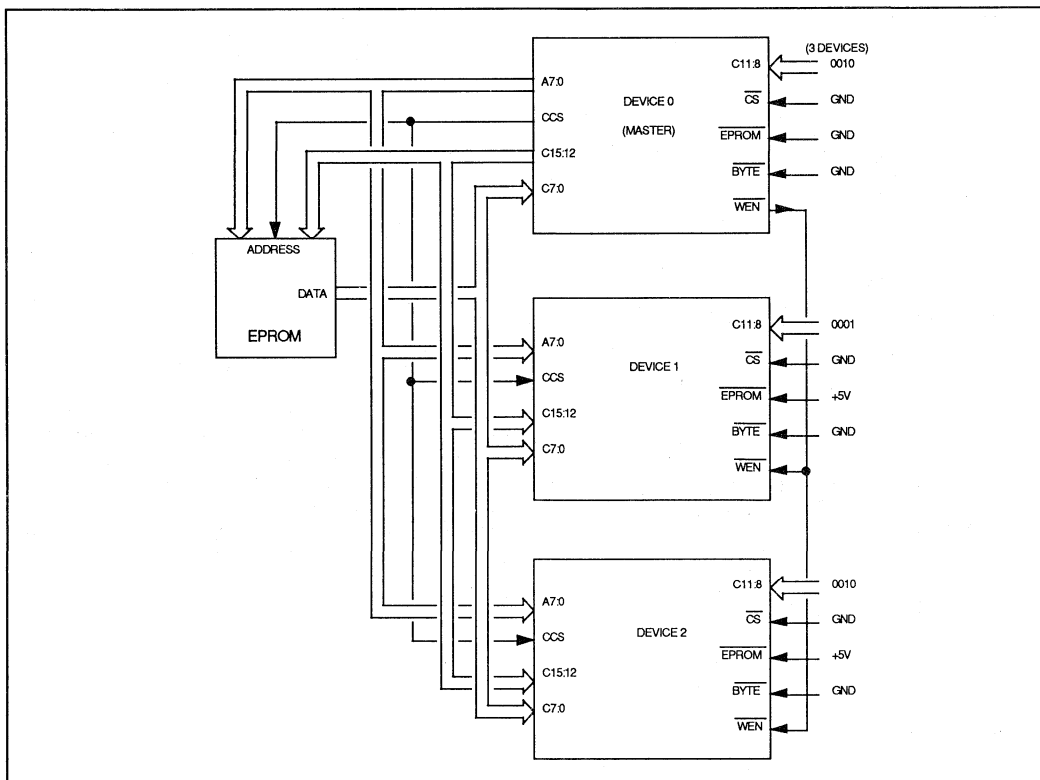 (3 DEVICES)
A7:0
CCS
C15:12
C7:0
DEVICE 0
(MASTER)
C11:8
0010
CS
GND
EPROM
GND
BYTE
GND
WEN
ADDRESS
DATA
EPROM
A7:0
CCS
C15:12
C7:0
DEVICE 1
C11:8
0001
CS
GND
EPROM
+5V
BYTE
GND
WEN
A7:0
CCS
C15:12
C7:0
DEVICE 2
C11:8
0010
CS
GND
EPROM
+5V
BYTE
GND
WEN